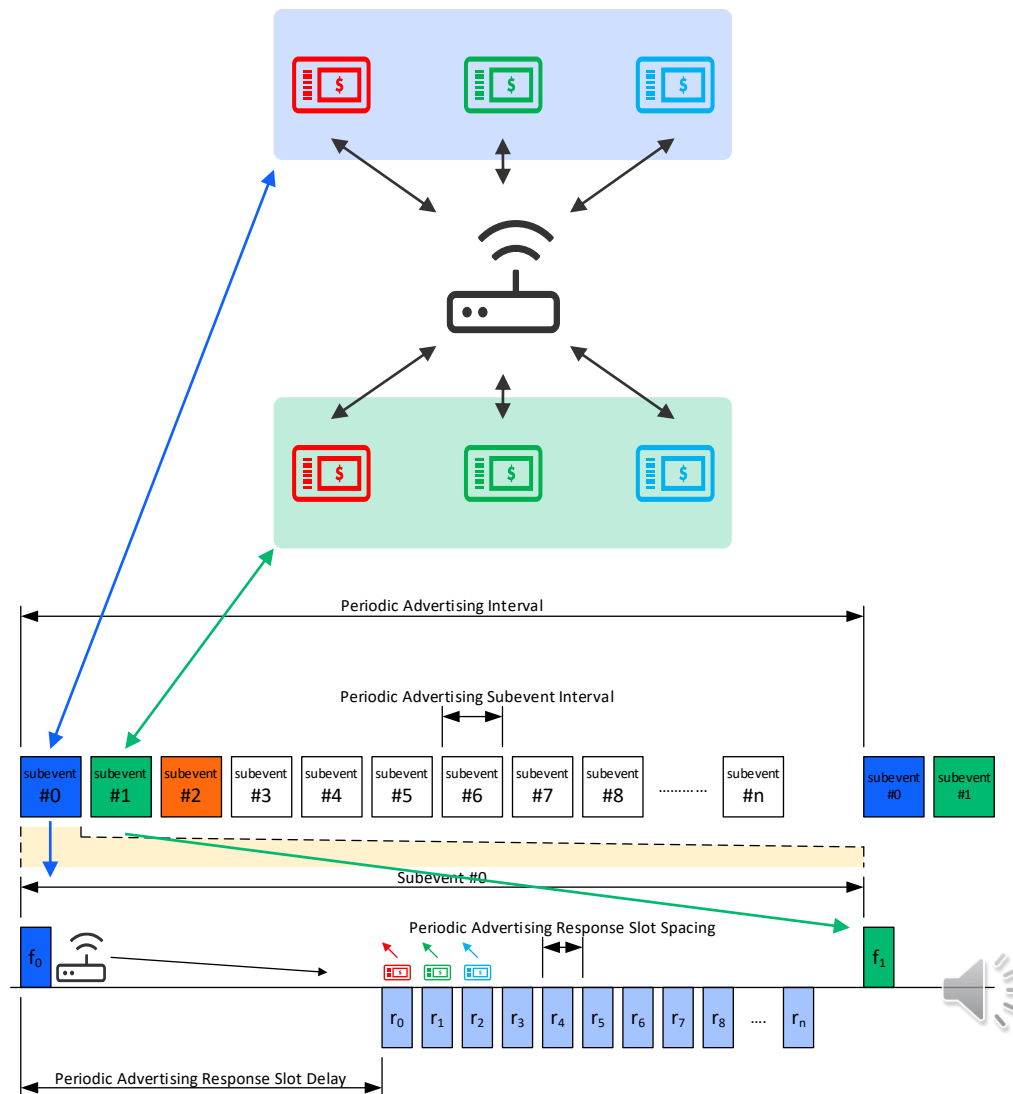 $ $ $
$ $ $
Periodic Advertising Interval
Periodic Advertising Subevent Interval
subevent #0
subevent #1
subevent #2
subevent #3
subevent #4
subevent #5
subevent #6
subevent #7
subevent #8
............
subevent #n
subevent #0
subevent #1
Subevent #0
Periodic Advertising Response Slot Spacing
f0
f1
$ $ $
r0 r1 r2 r3 r4 r5 r6 r7 r8 .... rn
Periodic Advertising Response Slot Delay